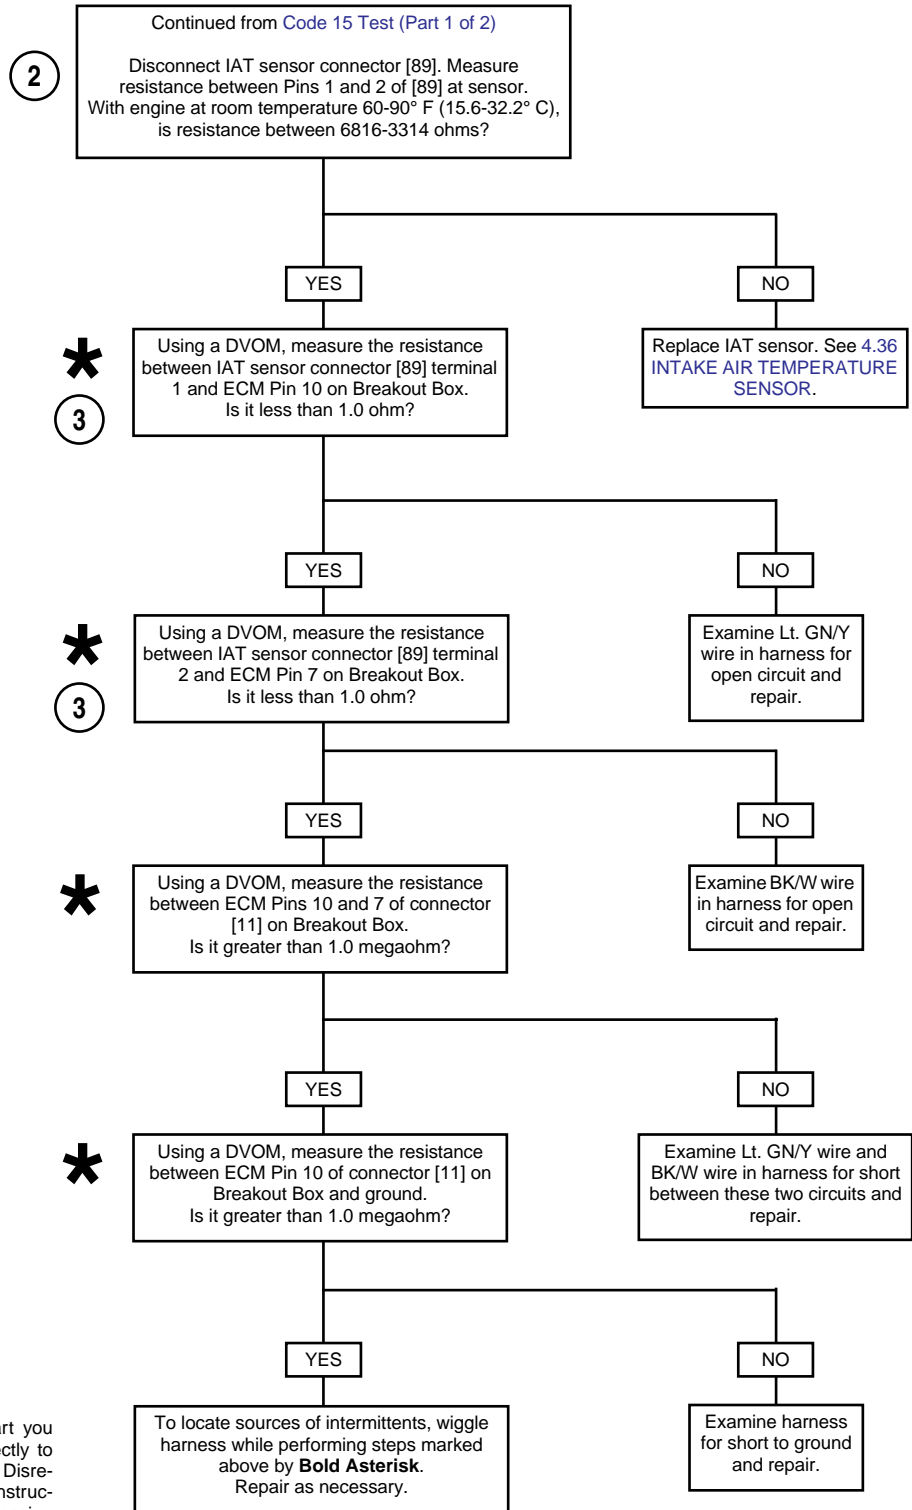 Continued from Code 15 Test (Part 1 of 2)
2
Disconnect IAT sensor connector [89]. Measure
resistance between Pins 1 and 2 of [89] at sensor.
With engine at room temperature 60-90° F (15.6-32.2° C),
is resistance between 6816-3314 ohms?
YES
NO
*
3
Using a DVOM, measure the resistance
between IAT sensor connector [89] terminal
1 and ECM Pin 10 on Breakout Box.
Is it less than 1.0 ohm?
Replace IAT sensor. See 4.36
INTAKE AIR TEMPERATURE
SENSOR.
YES
NO
*
3
Using a DVOM, measure the resistance
between IAT sensor connector [89] terminal
2 and ECM Pin 7 on Breakout Box.
Is it less than 1.0 ohm?
Examine Lt. GN/Y
wire in harness for
open circuit and
repair.
YES
NO
*
Using a DVOM, measure the resistance
between ECM Pins 10 and 7 of connector
[11] on Breakout Box.
Is it greater than 1.0 megaohm?
Examine BK/W wire
in harness for open
circuit and repair.
YES
NO
*
Using a DVOM, measure the resistance
between ECM Pin 10 of connector [11] on
Breakout Box and ground.
Is it greater than 1.0 megaohm?
Examine Lt. GN/Y wire and
BK/W wire in harness for short
between these two circuits and
repair.
YES
NO
To locate sources of intermittents, wiggle
harness while performing steps marked
above by Bold Asterisk.
Repair as necessary.
Examine harness
for short to ground
and repair.
art you
ectly to
Disre-
nstruc-